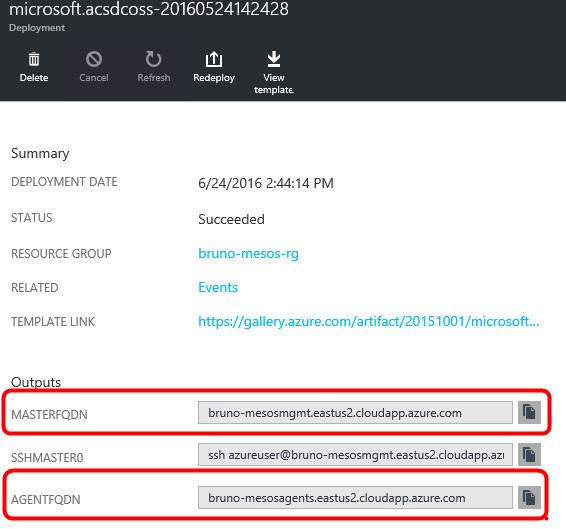 microsoft.acsdcoss-20160524142428
Deployment
Delete Cancel Refresh Redeploy View template
Summary
DEPLOYMENT DATE 6/24/2016 2:44:14 PM
STATUS Succeeded
RESOURCE GROUP bruno-mesos-rg
RELATED Events
TEMPLATE LINK https://gallery.azure.com/artifact/20151001/microsoft...
Outputs
MASTERFQDN bruno-mesosmgmt.eastus2.cloudapp.azure.com
SSHMASTER0 ssh azureuser@bruno-mesosmgmt.eastus2.cloudapp.azu
AGENTFQDN bruno-mesosagents.eastus2.cloudapp.azure.com